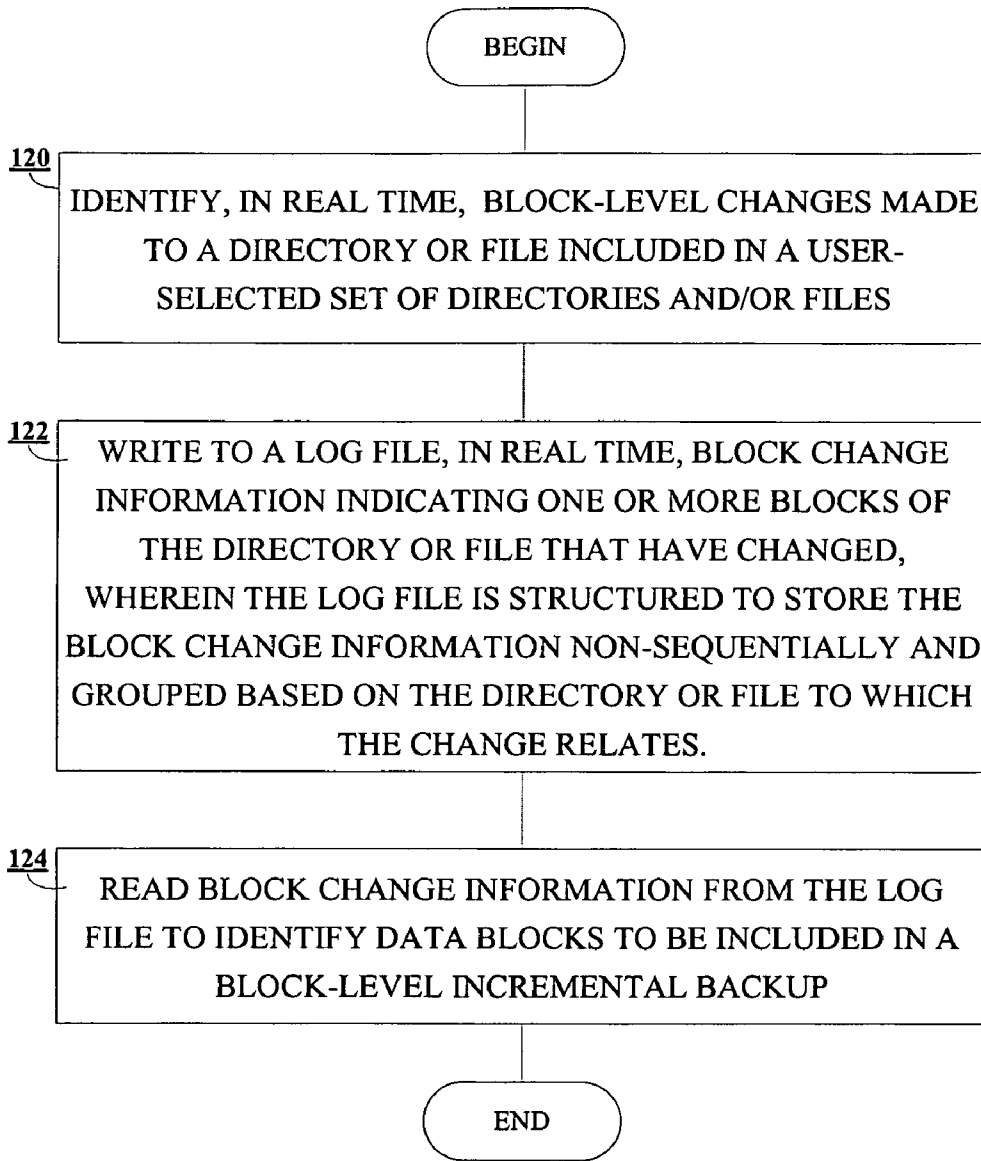 BEGIN
120
IDENTIFY, IN REAL TIME, BLOCK-LEVEL CHANGES MADE
TO A DIRECTORY OR FILE INCLUDED IN A USER-
SELECTED SET OF DIRECTORIES AND/OR FILES
122
WRITE TO A LOG FILE, IN REAL TIME, BLOCK CHANGE
INFORMATION INDICATING ONE OR MORE BLOCKS OF
THE DIRECTORY OR FILE THAT HAVE CHANGED,
WHEREIN THE LOG FILE IS STRUCTURED TO STORE THE
BLOCK CHANGE INFORMATION NON-SEQUENTIALLY AND
GROUPED BASED ON THE DIRECTORY OR FILE TO WHICH
THE CHANGE RELATES.
124
READ BLOCK CHANGE INFORMATION FROM THE LOG
FILE TO IDENTIFY DATA BLOCKS TO BE INCLUDED IN A
BLOCK-LEVEL INCREMENTAL BACKUP
END